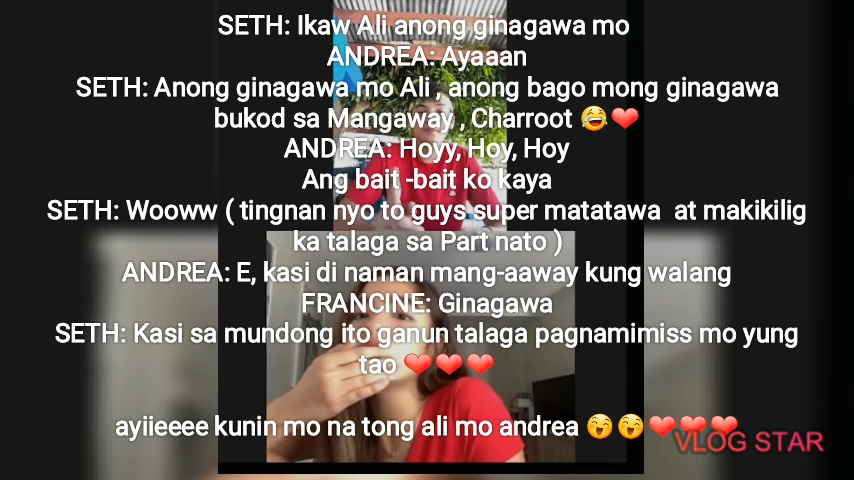 SETH: Ikaw Ali anong ginagawa mo
ANDREA: Ayaaan
SETH: Anong ginagawa mo Ali , anong bago mong ginagawa
bukod sa Mangaway , Charroot 😂❤
ANDREA: Hoyy, Hoy, Hoy
Ang bait -bait ko kaya
SETH: Wooww ( tingnan nyo to guys super matatawa at makikilig
ka talaga sa Part nato )
ANDREA: E, kasi di naman mang-aaway kung walang
FRANCINE: Ginagawa
SETH: Kasi sa mundong ito ganun talaga pagnamimiss mo yung
tao ❤❤❤
ayiieeee kunin mo na tong ali mo andrea 😄😄❤❤❤
VLOG STAR